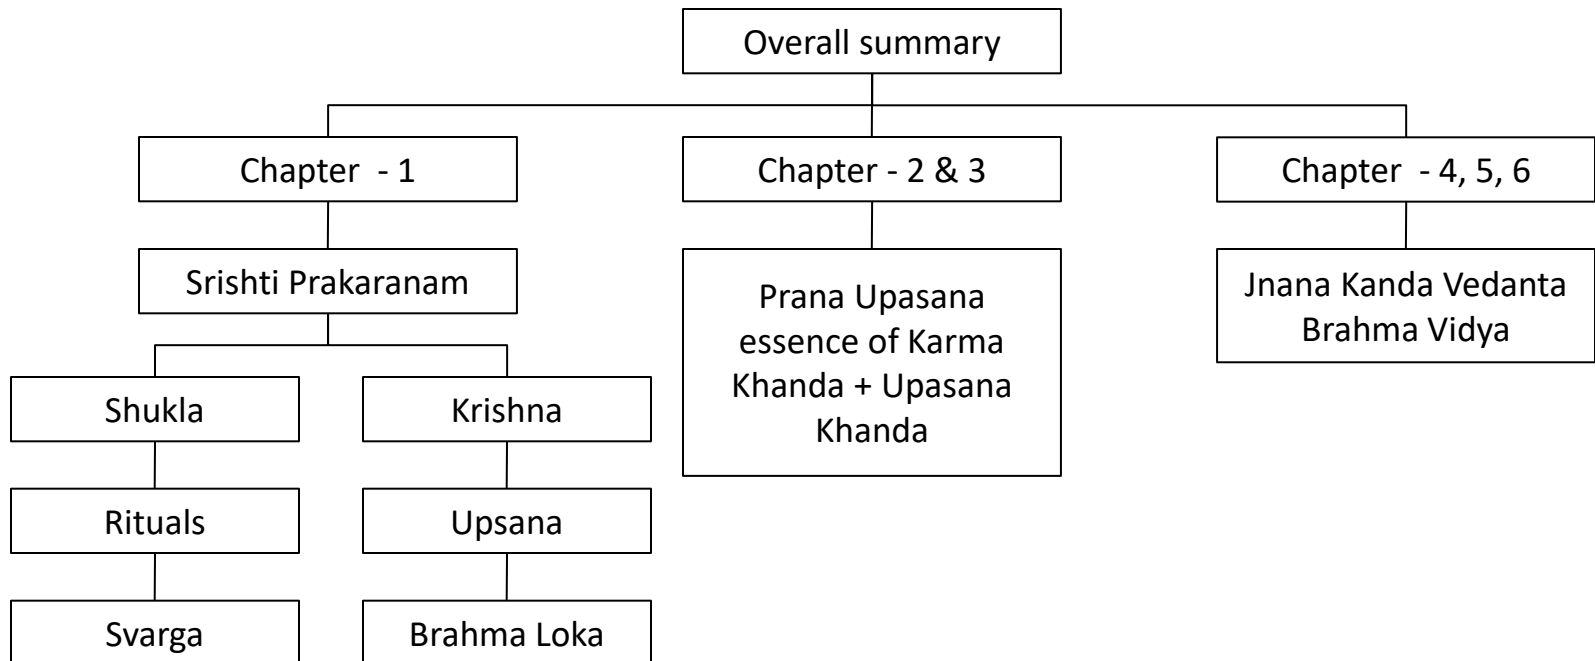 Overall summary
Chapter - 1
Chapter - 2 & 3
Chapter - 4, 5, 6
Srishti Prakaranam
Prana Upasana
essence of Karma
Khanda + Upasana
Khanda
Jnana Kanda Vedanta
Brahma Vidya
Shukla
Krishna
Rituals
Upsana
Svarga
Brahma Loka